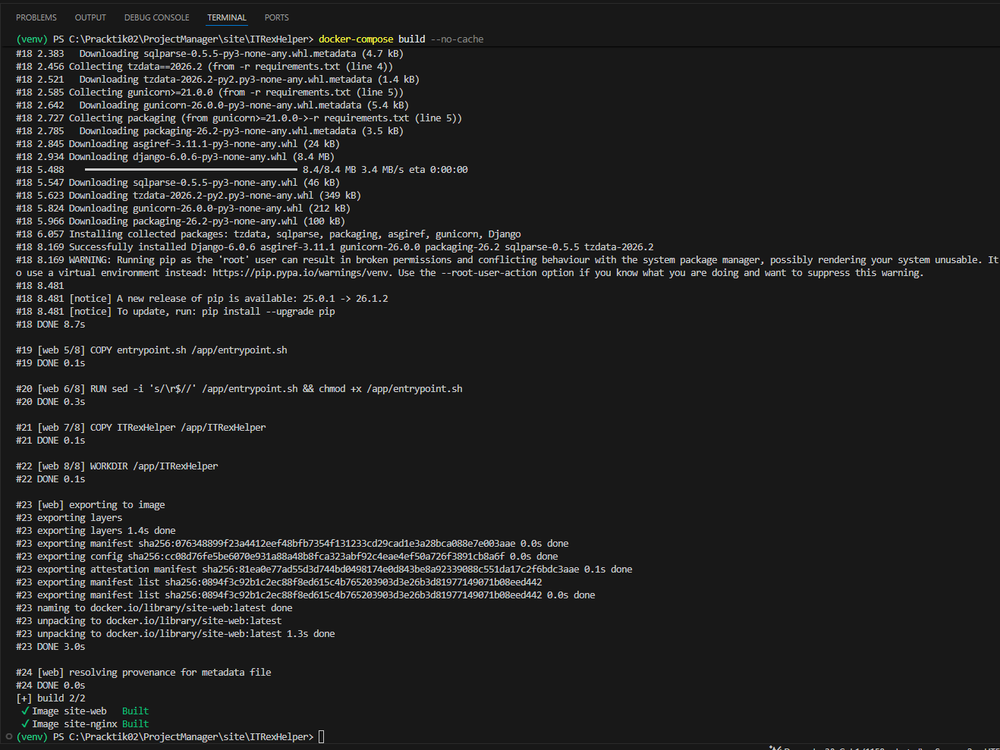 PROBLEMS OUTPUT DEBUG CONSOLE TERMINAL PORTS
(venv) PS C:\Pracktik02\ProjectManager\site\ITRexHelper> docker-compose build --no-cache
#18 2.383   Downloading sqlparse-0.5.5-py3-none-any.whl.metadata (4.7 kB)
#18 2.456 Collecting tzdata==2026.2 (from -r requirements.txt (line 4))
#18 2.521   Downloading tzdata-2026.2-py2.py3-none-any.whl.metadata (1.4 kB)
#18 2.585 Collecting gunicorn>=21.0.0 (from -r requirements.txt (line 5))
#18 2.642   Downloading gunicorn-26.0.0-py3-none-any.whl.metadata (5.4 kB)
#18 2.727 Collecting packaging (from gunicorn>=21.0.0->-r requirements.txt (line 5))
#18 2.785   Downloading packaging-26.2-py3-none-any.whl.metadata (3.5 kB)
#18 2.845 Downloading asgiref-3.11.1-py3-none-any.whl (24 kB)
#18 2.934 Downloading django-6.0.6-py3-none-any.whl (8.4 MB)
#18 5.488    8.4/8.4 MB 3.4 MB/s eta 0:00:00
#18 5.547 Downloading sqlparse-0.5.5-py3-none-any.whl (46 kB)
#18 5.623 Downloading tzdata-2026.2-py2.py3-none-any.whl (349 kB)
#18 5.824 Downloading gunicorn-26.0.0-py3-none-any.whl (212 kB)
#18 5.966 Downloading packaging-26.2-py3-none-any.whl (100 kB)
#18 6.057 Installing collected packages: tzdata, sqlparse, packaging, asgiref, gunicorn, Django
#18 8.169 Successfully installed Django-6.0.6 asgiref-3.11.1 gunicorn-26.0.0 packaging-26.2 sqlparse-0.5.5 tzdata-2026.2
#18 8.169 WARNING: Running pip as the 'root' user can result in broken permissions and conflicting behaviour with the system package manager, possibly rendering your system unusable. It
o use a virtual environment instead: https://pip.pypa.io/warnings/venv. Use the --root-user-action option if you know what you are doing and want to suppress this warning.
#18 8.481
#18 8.481 [notice] A new release of pip is available: 25.0.1 -> 26.1.2
#18 8.481 [notice] To update, run: pip install --upgrade pip
#18 DONE 8.7s
#19 [web 5/8] COPY entrypoint.sh /app/entrypoint.sh
#19 DONE 0.1s
#20 [web 6/8] RUN sed -i 's/\r$//' /app/entrypoint.sh && chmod +x /app/entrypoint.sh
#20 DONE 0.3s
#21 [web 7/8] COPY ITRexHelper /app/ITRexHelper
#21 DONE 0.1s
#22 [web 8/8] WORKDIR /app/ITRexHelper
#22 DONE 0.1s
#23 [web] exporting to image
#23 exporting layers
#23 exporting layers 1.4s done
#23 exporting manifest sha256:076348899f23a4412eef48bfb7354f131233cd29cad1e3a28bca088e7e003aae 0.0s done
#23 exporting config sha256:cc08d76fe5be6070e931a88a48b8fca323abf92c4eae4ef50a726f3891cb8a6f 0.0s done
#23 exporting attestation manifest sha256:81ea0e77ad55d3d744bd0498174e0d843be8a92339088c551da17c2f6bdc3aae 0.1s done
#23 exporting manifest list sha256:0894f3c92b1c2ec88f8ed615c4b765203903d3e26b3d81977149071b08eed442
#23 exporting manifest list sha256:0894f3c92b1c2ec88f8ed615c4b765203903d3e26b3d81977149071b08eed442 0.0s done
#23 naming to docker.io/library/site-web:latest done
#23 unpacking to docker.io/library/site-web:latest
#23 unpacking to docker.io/library/site-web:latest 1.3s done
#23 DONE 3.0s
#24 [web] resolving provenance for metadata file
#24 DONE 0.0s
[+] build 2/2
✓ Image site-web   Built
✓ Image site-nginx Built
(venv) PS C:\Pracktik02\ProjectManager\site\ITRexHelper>